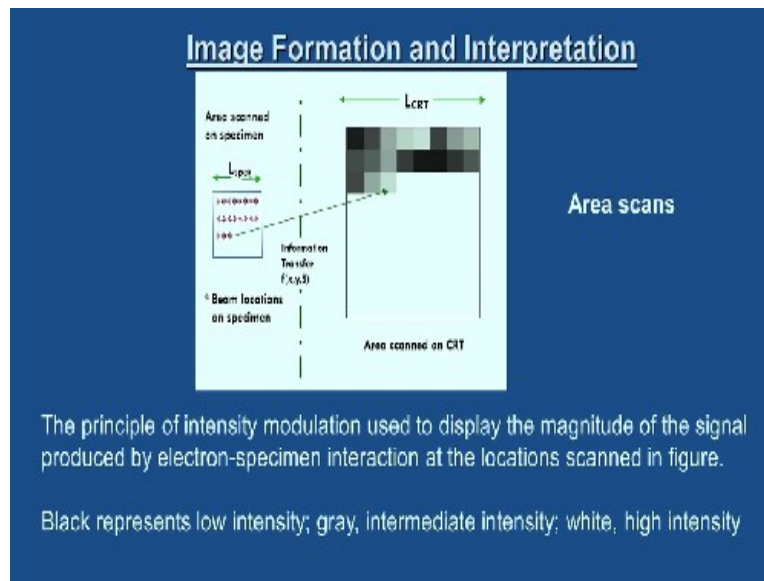 Image Formation and Interpretation
Area scanned
on specimen
Lspec
LCRT
Information
Transfer
f(x,y,S)
* Beam locations
on specimen
Area scanned on CRT
Area scans
The principle of intensity modulation used to display the magnitude of the signal
produced by electron-specimen interaction at the locations scanned in figure.
Black represents low intensity; gray, intermediate intensity; white, high intensity